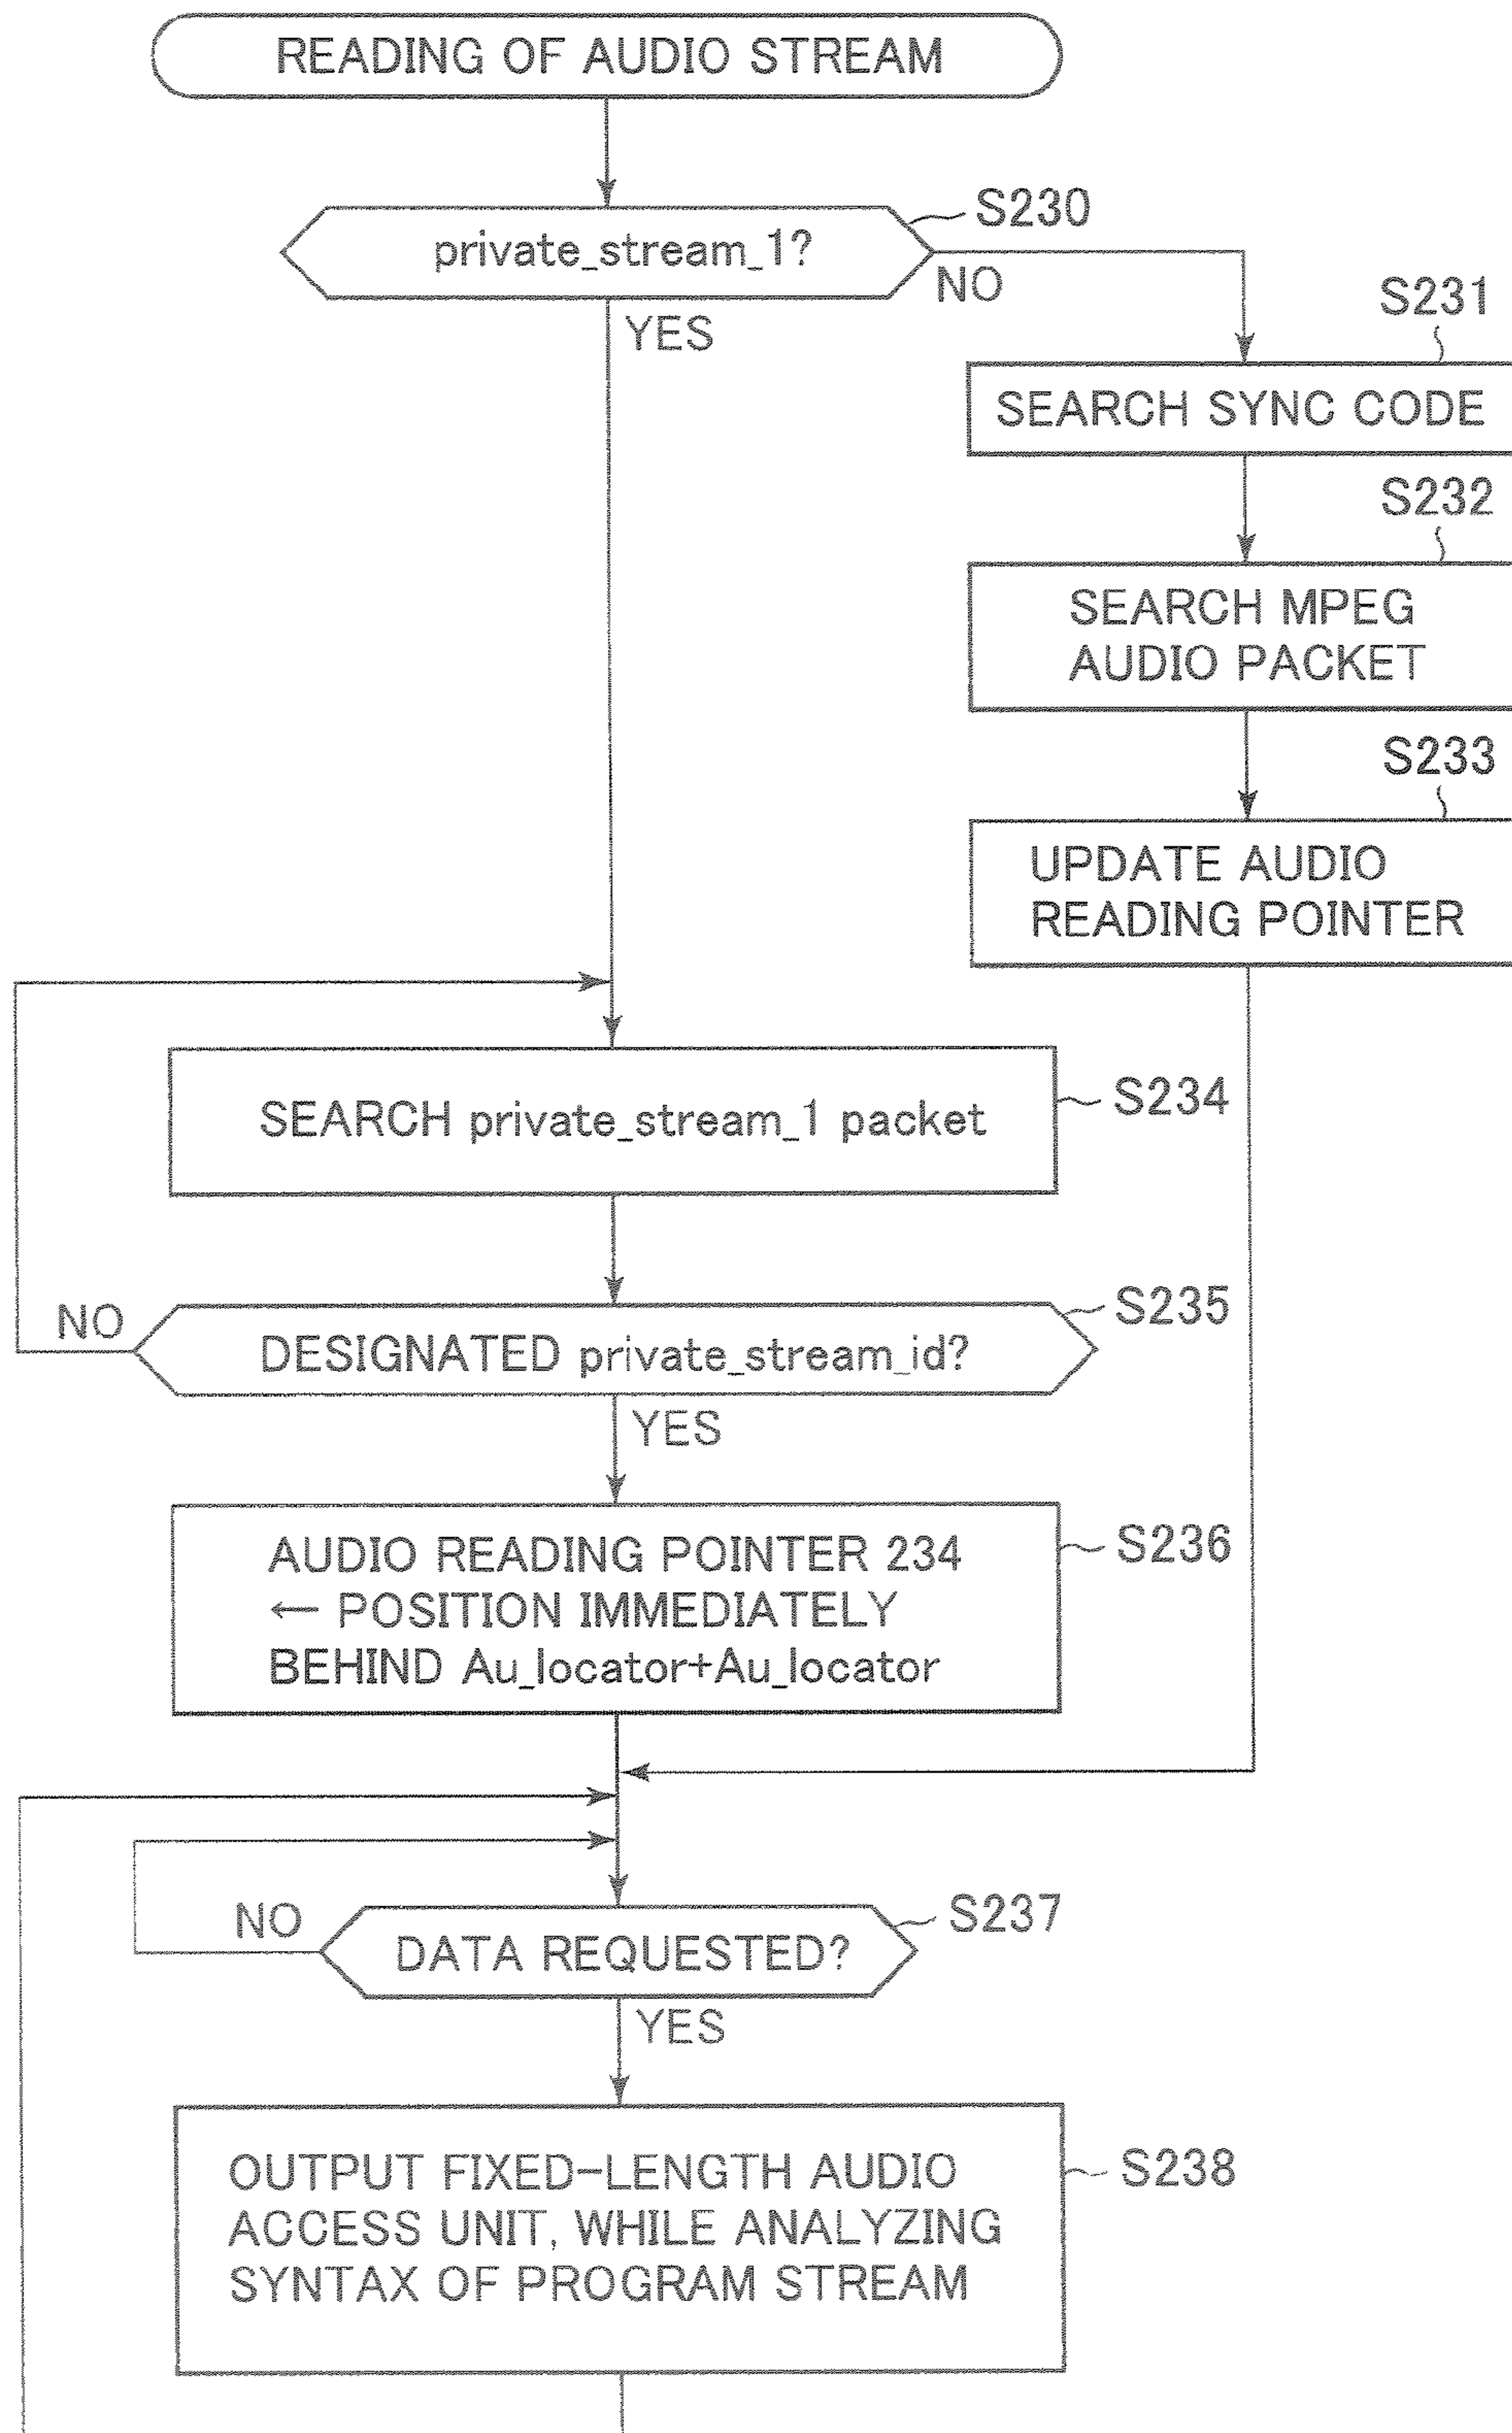 READING OF AUDIO STREAM
S230
private_stream_1?
NO
YES
S231
SEARCH SYNC CODE
S232
SEARCH MPEG
AUDIO PACKET
S233
UPDATE AUDIO
READING POINTER
SEARCH private_stream_1 packet
S234
NO
DESIGNATED private_stream_id?
S235
YES
AUDIO READING POINTER 234
← POSITION IMMEDIATELY
BEHIND Au_locator+Au_locator
S236
NO
DATA REQUESTED?
S237
YES
OUTPUT FIXED-LENGTH AUDIO
ACCESS UNIT, WHILE ANALYZING
SYNTAX OF PROGRAM STREAM
S238